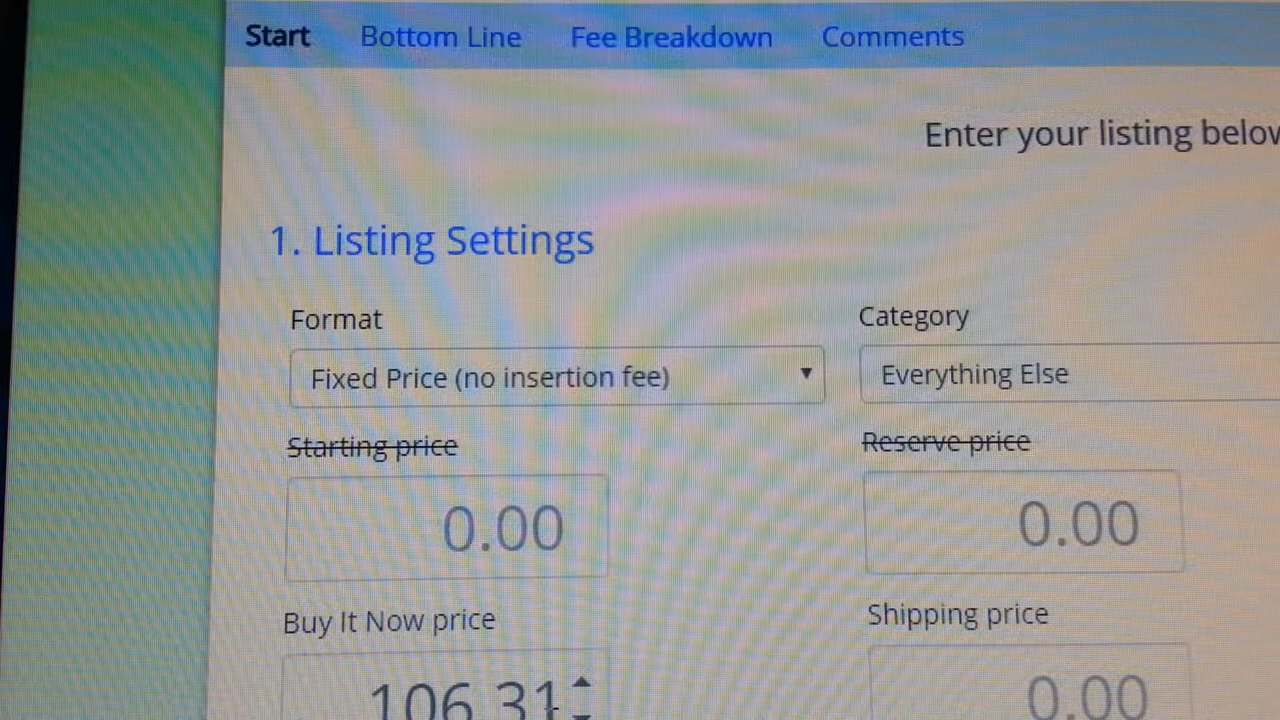 Start Bottom Line Fee Breakdown Comments
Enter your listing below
1. Listing Settings
Format Category
Fixed Price (no insertion fee) ▼ Everything Else
Starting price Reserve price
0.00 0.00
Buy It Now price Shipping price
106.31 0.00